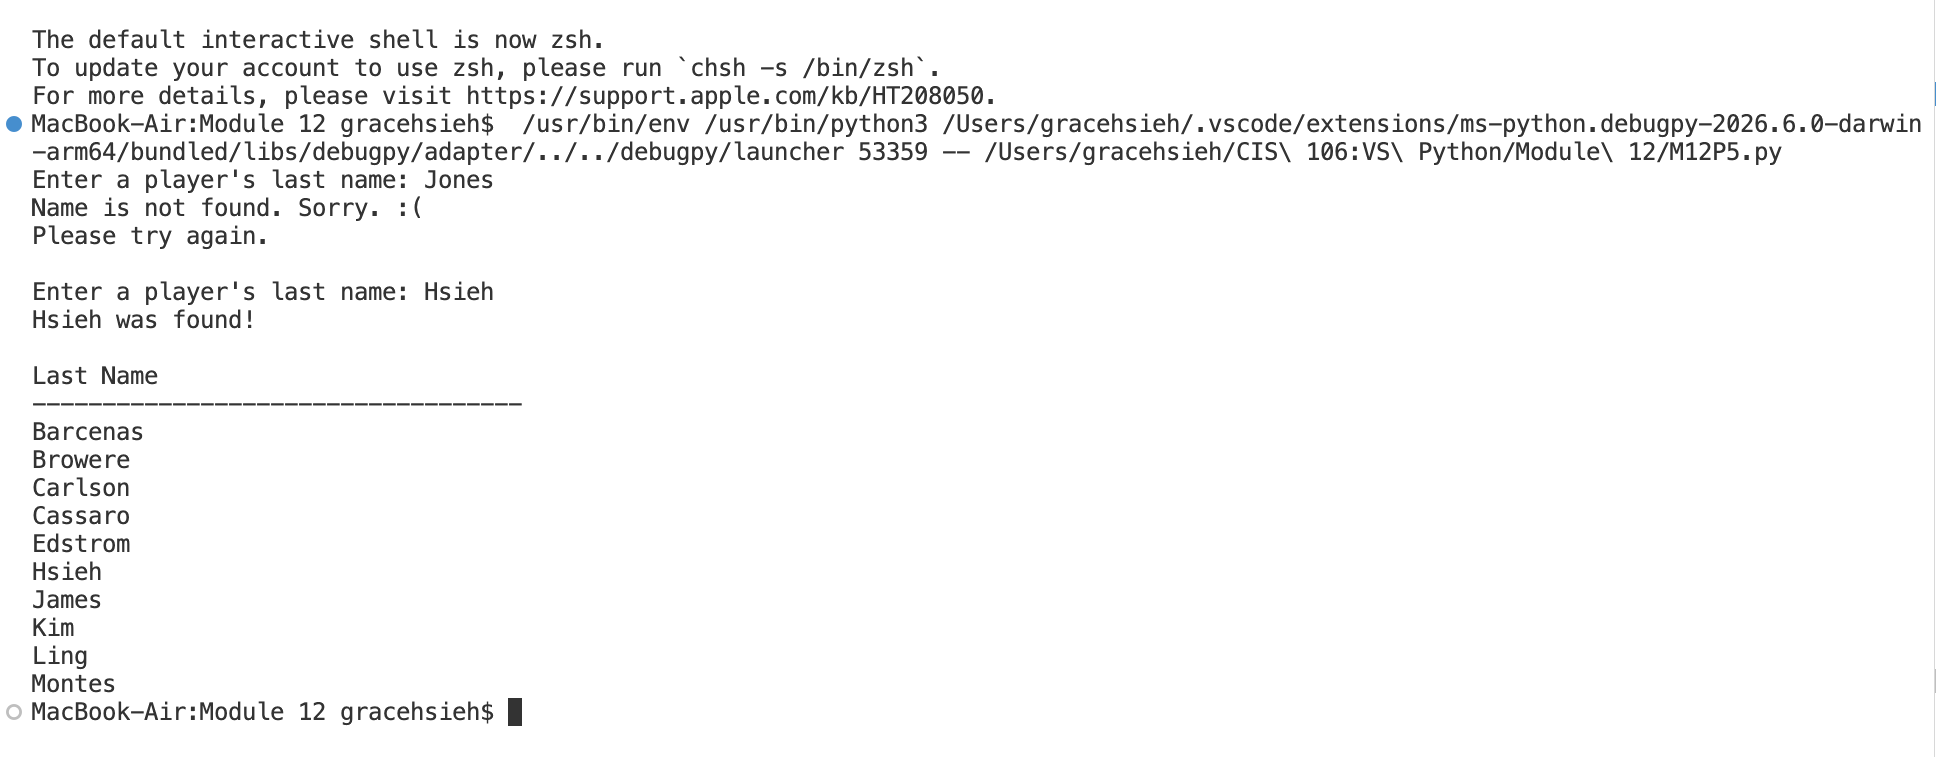 The default interactive shell is now zsh.
To update your account to use zsh, please run `chsh -s /bin/zsh`.
For more details, please visit https://support.apple.com/kb/HT208050.
MacBook-Air:Module 12 gracehsieh$  /usr/bin/env /usr/bin/python3 /Users/gracehsieh/.vscode/extensions/ms-python.debugpy-2026.6.0-darwin
-arm64/bundled/libs/debugpy/adapter/../../debugpy/launcher 53359 -- /Users/gracehsieh/CIS\ 106:VS\ Python/Module\ 12/M12P5.py
Enter a player's last name: Jones
Name is not found. Sorry. :(
Please try again.

Enter a player's last name: Hsieh
Hsieh was found!

Last Name
-----------------------------------
Barcenas
Browere
Carlson
Cassaro
Edstrom
Hsieh
James
Kim
Ling
Montes
MacBook-Air:Module 12 gracehsieh$